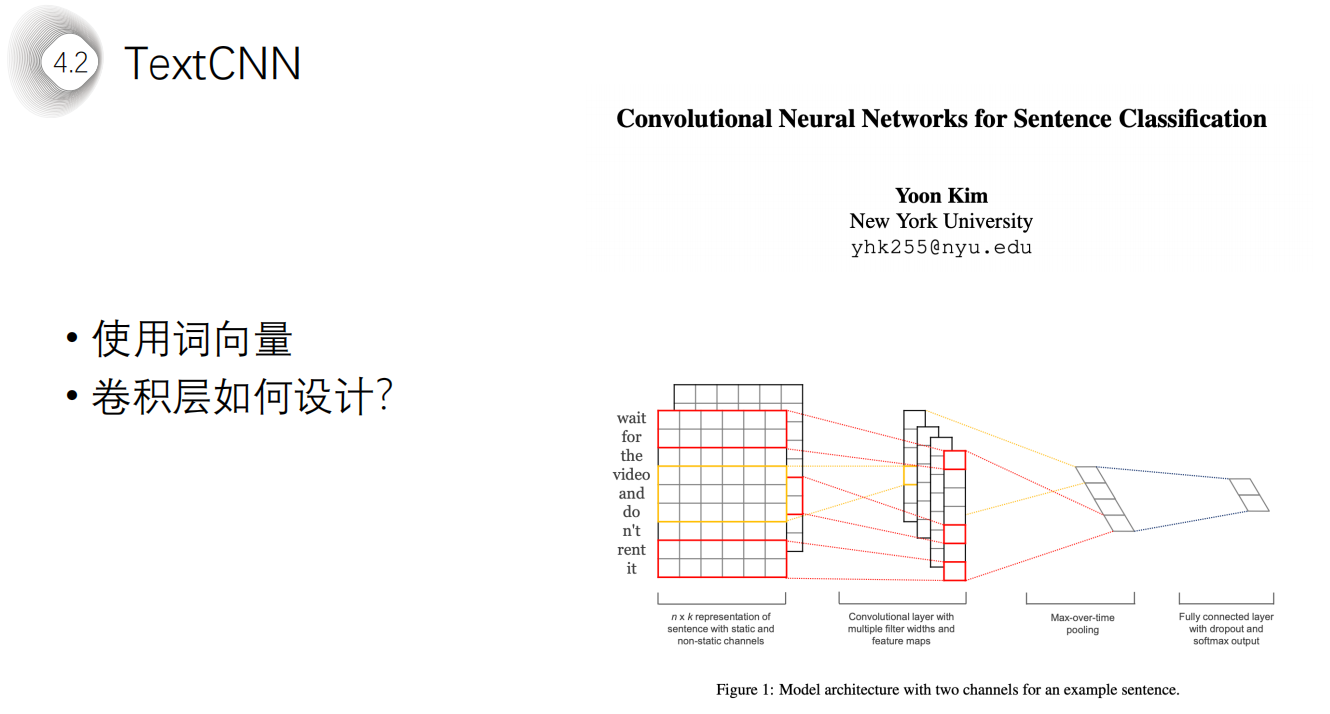 4.2 TextCNN
Convolutional Neural Networks for Sentence Classification
Yoon Kim
New York University
yhk255@nyu.edu
• 使用词向量
• 卷积层如何设计?
wait
for
the
video
and
do
n't
rent
it
n x k representation of
sentence with static and
non-static channels
Convolutional layer with
multiple filter widths and
feature maps
Max-over-time
pooling
Fully connected layer
with dropout and
softmax output
Figure 1: Model architecture with two channels for an example sentence.